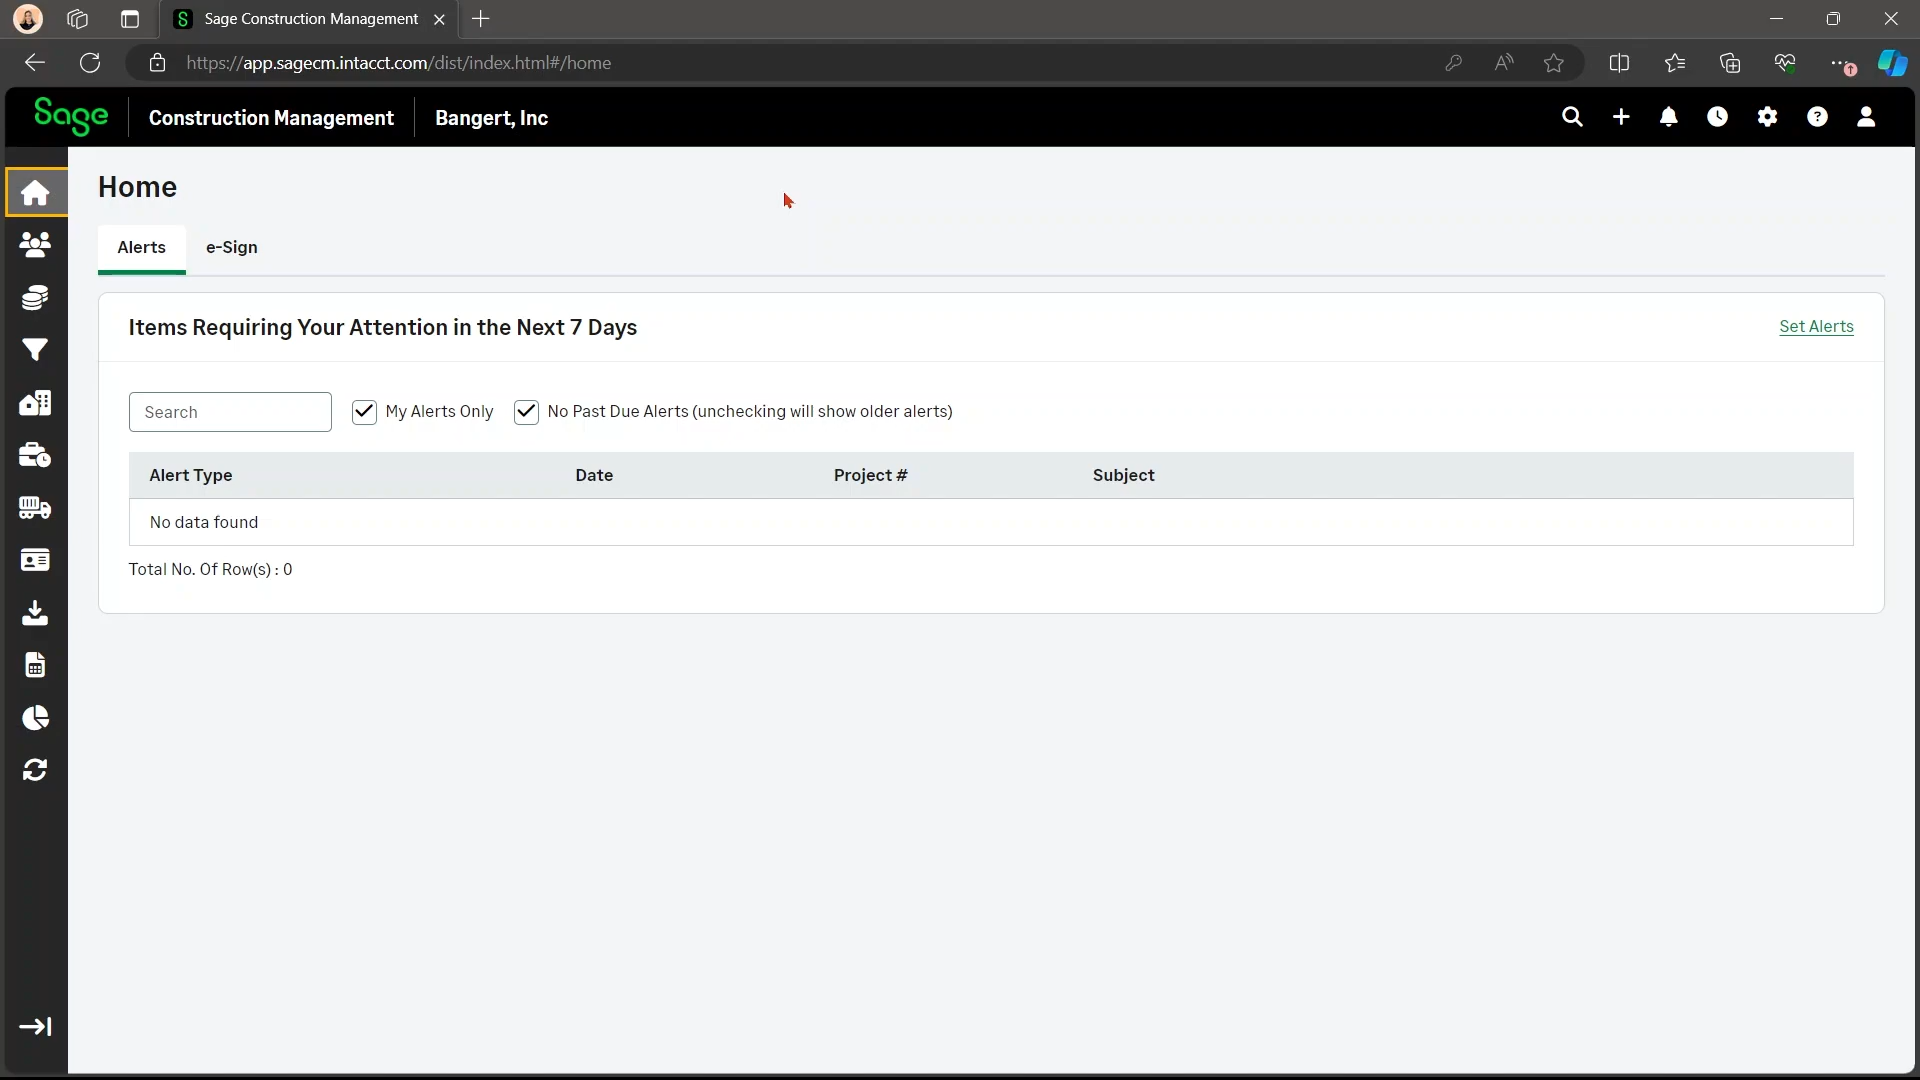 Sage Construction Management
https://app.sagecm.intacct.com/dist/index.html#/home
Sage Construction Management Bangert, Inc
Home
Alerts e-Sign
Items Requiring Your Attention in the Next 7 Days Set Alerts
Search My Alerts Only No Past Due Alerts (unchecking will show older alerts)
Alert Type Date Project # Subject
No data found
Total No. Of Row(s) : 0